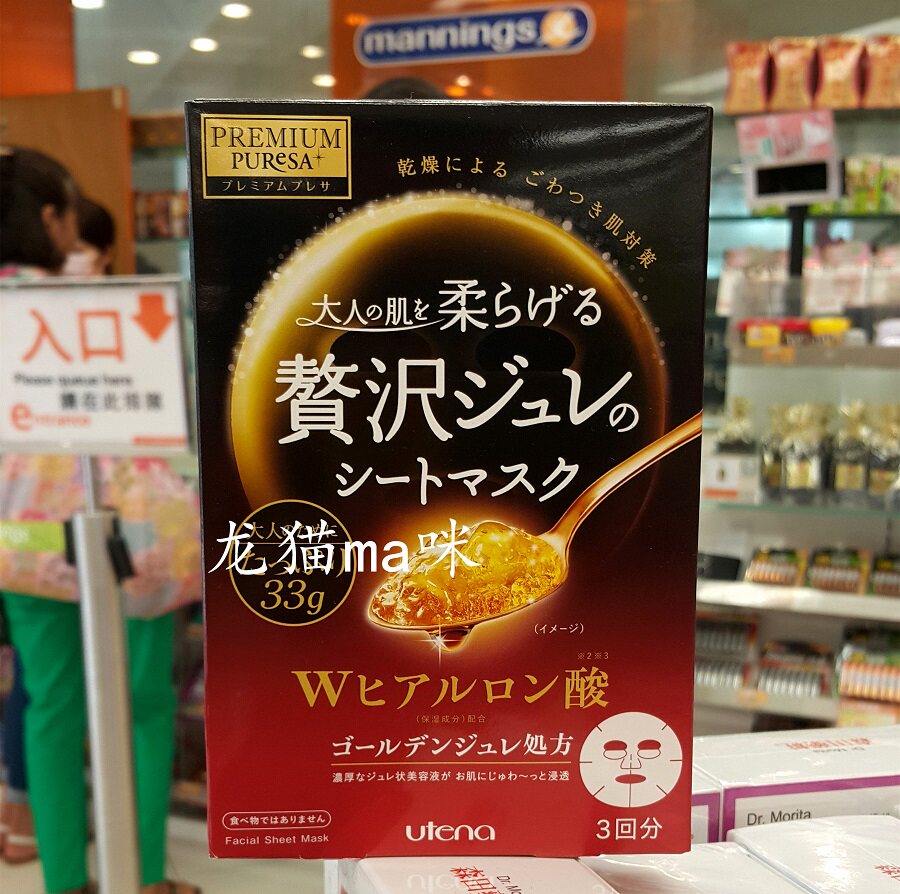 mannings
PREMIUM
PUReSA
プレミアムプレサ
乾燥による ごわつき肌対策
大人の肌を柔らげる
贅沢ジュレの
シートマスク
龙猫ma咪
33g
(イメージ)
※2※3
Wヒアルロン酸
(保湿成分)配合
ゴールデンジュレ処方
濃厚なジュレ状美容液が お肌にじゅわ〜っと浸透
食べ物ではありません
Facial Sheet Mask
utena
3回分
入口
Please queue here
請在此排隊
entrance
Dr. Morita